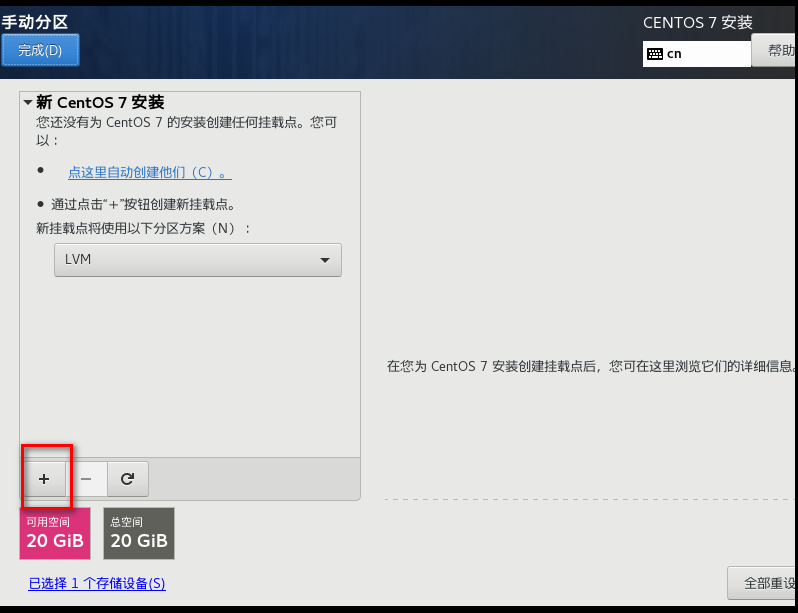 手动分区
CENTOS 7 安装
完成(D)
cn
帮助
新 CentOS 7 安装
您还没有为 CentOS 7 的安装创建任何挂载点。您可
以：
点这里自动创建他们（C）。
通过点击“+”按钮创建新挂载点。
新挂载点将使用以下分区方案（N）：
LVM
在您为 CentOS 7 安装创建挂载点后，您可在这里浏览它们的详细信息。
可用空间
20 GiB
总空间
20 GiB
已选择 1 个存储设备(S)
全部重设